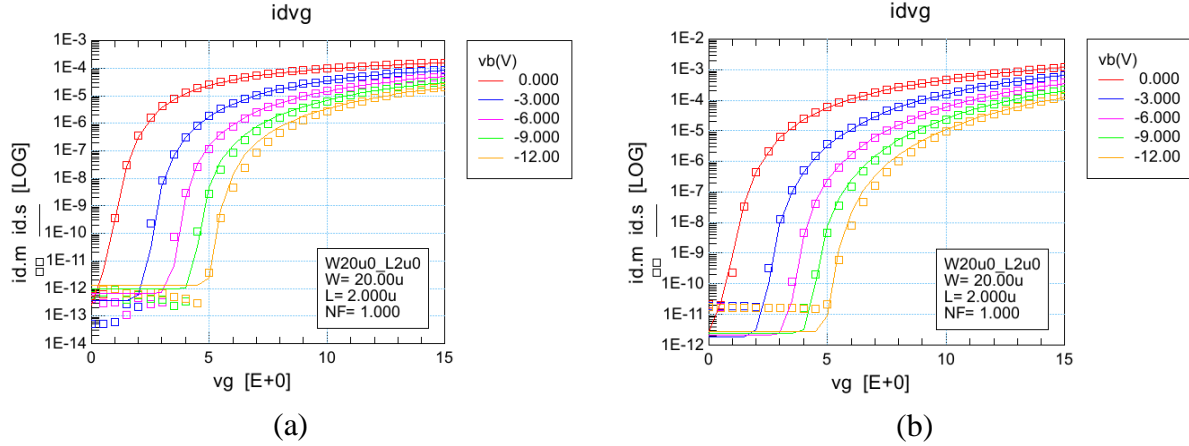 idvg
1E-3
1E-4
1E-5
1E-6
1E-7
1E-8
1E-9
1E-10
1E-11
1E-12
1E-13
1E-14
id.m id.s [LOG]
0 5 10 15
vg [E+0]
W20u0_L2u0
W= 20.00u
L= 2.000u
NF= 1.000
vb(V)
0.000
-3.000
-6.000
-9.000
-12.00
(a)
idvg
1E-2
1E-3
1E-4
1E-5
1E-6
1E-7
1E-8
1E-9
1E-10
1E-11
1E-12
id.m id.s [LOG]
0 5 10 15
vg [E+0]
W20u0_L2u0
W= 20.00u
L= 2.000u
NF= 1.000
vb(V)
0.000
-3.000
-6.000
-9.000
-12.00
(b)